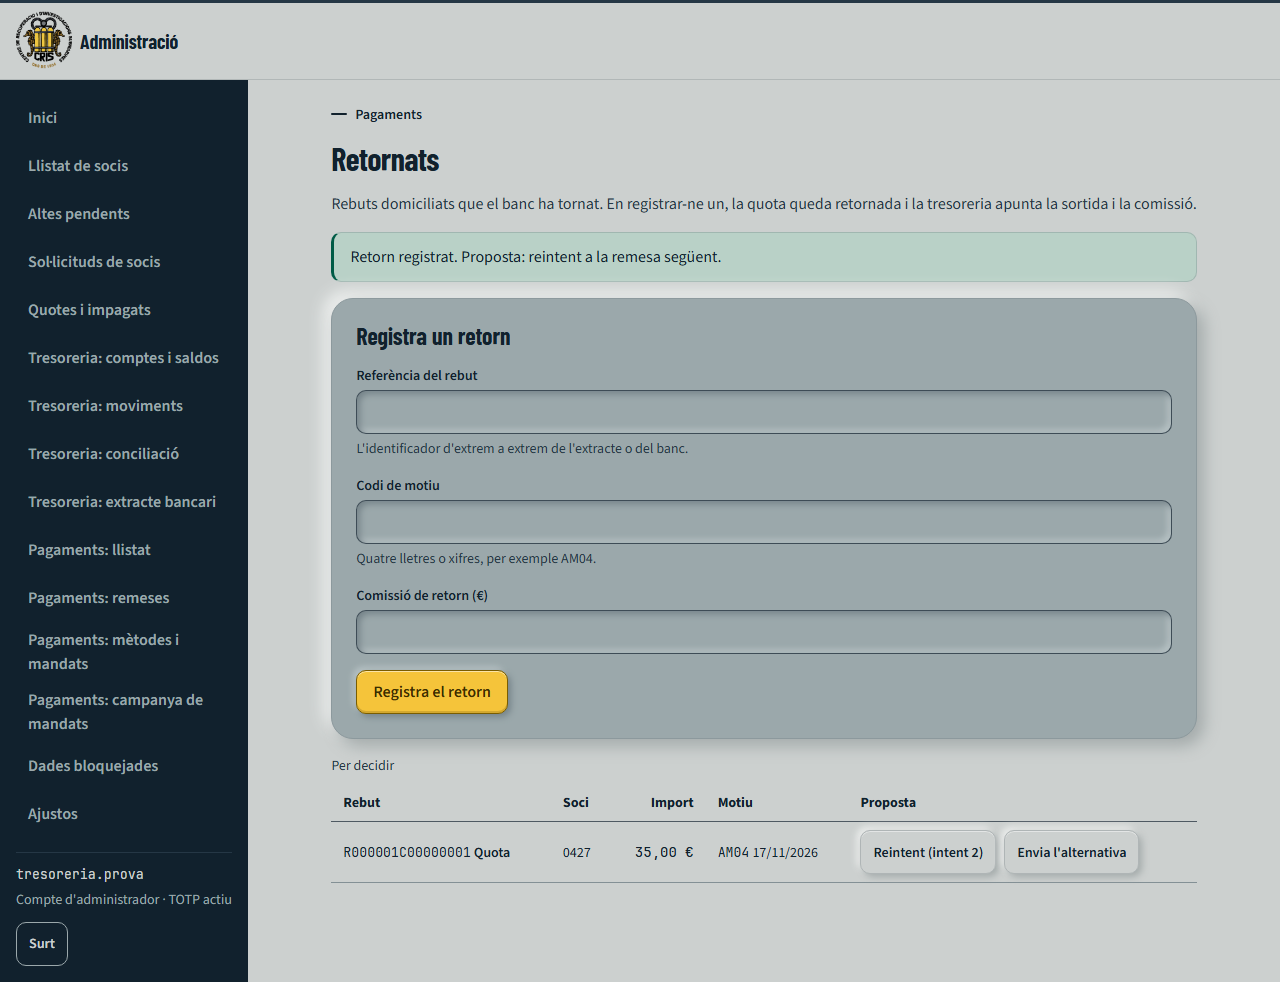 CRIS
Administració
Inici
Llistat de socis
Altes pendents
Sol·licituds de socis
Quotes i impagats
Tresoreria: comptes i saldos
Tresoreria: moviments
Tresoreria: conciliació
Tresoreria: extracte bancari
Pagaments: llistat
Pagaments: remeses
Pagaments: mètodes i
mandats
Pagaments: campanya de
mandats
Dades bloquejades
Ajustos
tresoreria.prova
Compte d'administrador · TOTP actiu
Surt
— Pagaments
Retornats
Rebuts domiciliats que el banc ha tornat. En registrar-ne un, la quota queda retornada i la tresoreria apunta la sortida i la comissió.
Retorn registrat. Proposta: reintent a la remesa següent.
Registra un retorn
Referència del rebut
L'identificador d'extrem a extrem de l'extracte o del banc.
Codi de motiu
Quatre lletres o xifres, per exemple AM04.
Comissió de retorn (€)
Registra el retorn
Per decidir
Rebut Soci Import Motiu Proposta
R000001C00000001 Quota 0427 35,00 € AM04 17/11/2026 Reintent (intent 2) Envia l'alternativa